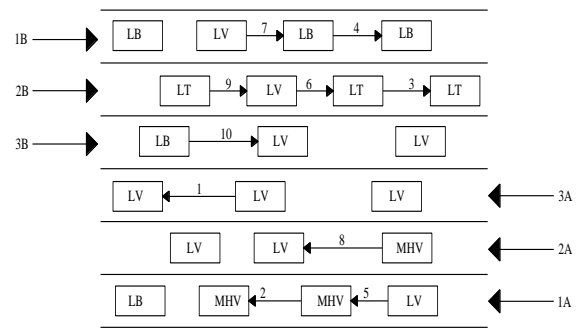 1B LB LV 7 LB 4 LB
2B LT 9 LV 6 LT 3 LT
3B LB 10 LV LV
LV 1 LV LV 3A
LV LV 8 MHV 2A
LB MHV 2 MHV 5 LV 1A